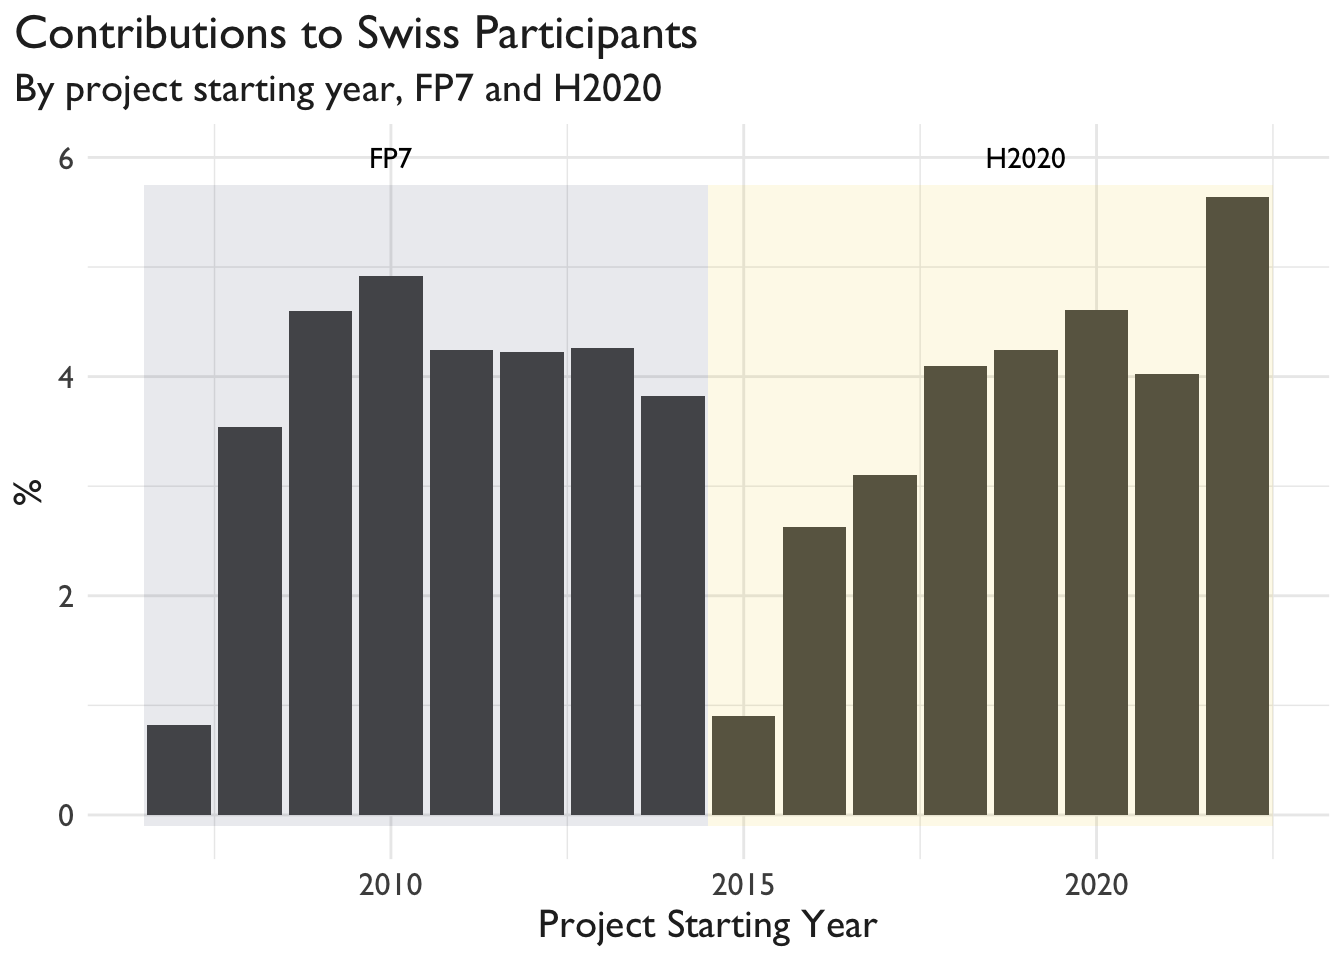 Contributions to Swiss Participants
By project starting year, FP7 and H2020
6
FP7
H2020
4
%
2
0
2010
2015
2020
Project Starting Year